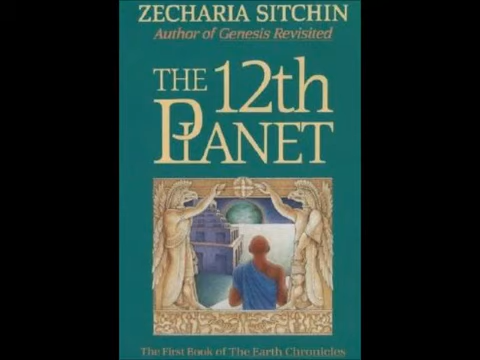 ZECHARIA SITCHIN
Author of Genesis Revisited
THE 12th
PLANET
The First Book of The Earth Chronicles